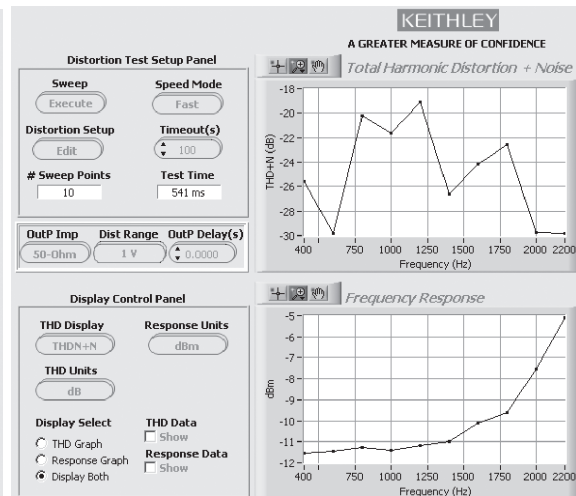 KEITHLEY
A GREATER MEASURE OF CONFIDENCE
Distortion Test Setup Panel
Sweep
Speed Mode
Execute
Fast
Distortion Setup
Timeout(s)
Edit
100
# Sweep Points
Test Time
10
541 ms
OutP Imp
Dist Range
OutP Delay(s)
50-Ohm
1 V
0.0000
Total Harmonic Distortion + Noise
THD+N (dB)
-18
-20
-22
-24
-26
-28
-30
400
750
1000
1250
1500
1750
2000
2200
Frequency (Hz)
Display Control Panel
THD Display
Response Units
THDN+N
dBm
THD Units
dB
Display Select
THD Data
THD Graph
Show
Response Graph
Response Data
Display Both
Show
Frequency Response
dBm
-5
-6
-7
-8
-9
-10
-11
-12
400
750
1000
1250
1500
1750
2000
2200
Frequency (Hz)